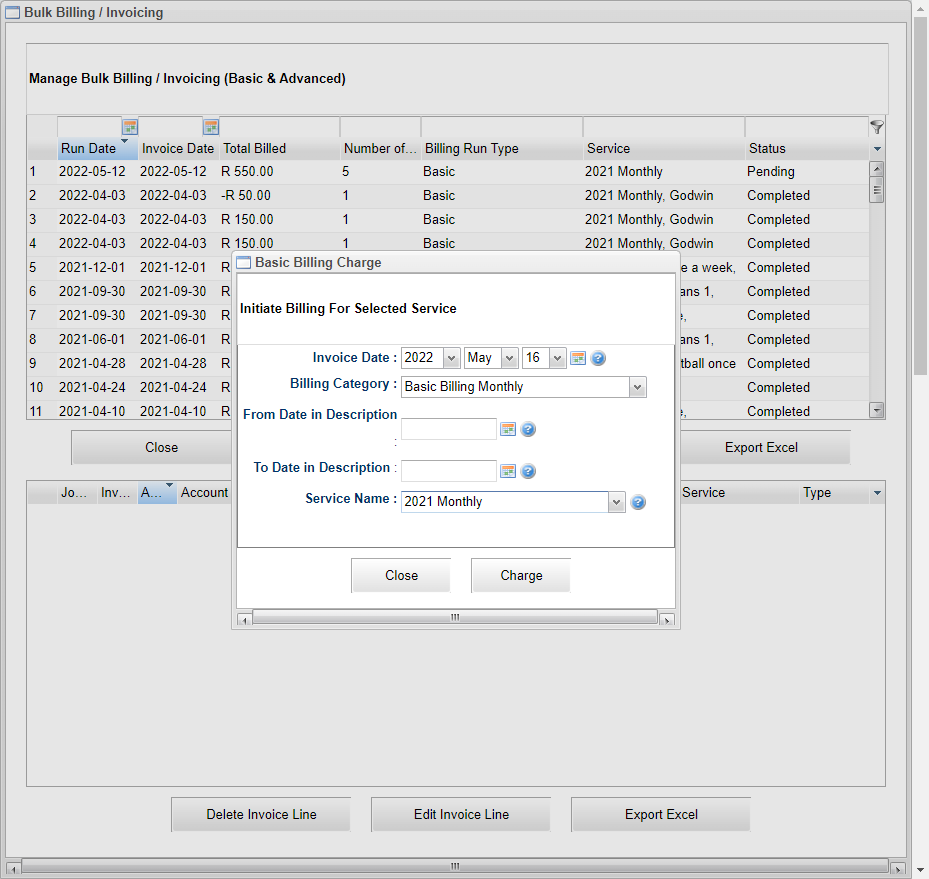 Bulk Billing / Invoicing
Manage Bulk Billing / Invoicing (Basic & Advanced)
Run Date Invoice Date Total Billed Number of... Billing Run Type Service Status
1 2022-05-12 2022-05-12 R 550.00 5 Basic 2021 Monthly Pending
2 2022-04-03 2022-04-03 -R 50.00 1 Basic 2021 Monthly, Godwin Completed
3 2022-04-03 2022-04-03 R 150.00 1 Basic 2021 Monthly, Godwin Completed
4 2022-04-03 2022-04-03 R 150.00 1 Basic 2021 Monthly, Godwin Completed
5 2021-12-01 2021-12-01 R e a week, Completed
6 2021-09-30 2021-09-30 R ans 1, Completed
7 2021-09-30 2021-09-30 R e, Completed
8 2021-06-01 2021-06-01 R ans 1, Completed
9 2021-04-28 2021-04-28 R tball once Completed
10 2021-04-24 2021-04-24 R Completed
11 2021-04-10 2021-04-10 R e, Completed
Close Export Excel
Jo... Inv... A... Account Service Type
Basic Billing Charge
Initiate Billing For Selected Service
Invoice Date : 2022 May 16
Billing Category : Basic Billing Monthly
From Date in Description
:
To Date in Description :
Service Name : 2021 Monthly
Close Charge
Delete Invoice Line Edit Invoice Line Export Excel